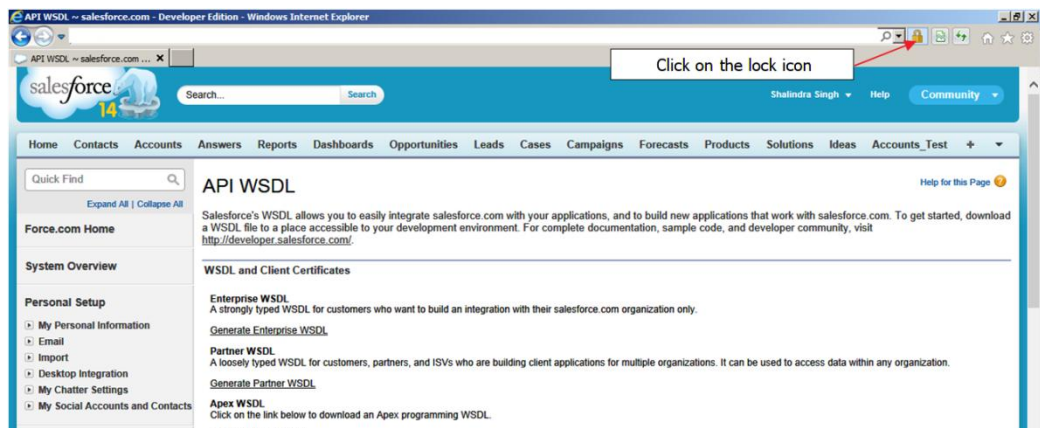 API WSDL ~ salesforce.com - Developer Edition - Windows Internet Explorer
API WSDL ~ salesforce.com ...
Click on the lock icon
salesforce
14
Search...
Search
Shalindra Singh
Help
Community
Home Contacts Accounts Answers Reports Dashboards Opportunities Leads Cases Campaigns Forecasts Products Solutions Ideas Accounts_Test +
Quick Find
Expand All | Collapse All
Force.com Home
System Overview
Personal Setup
My Personal Information
Email
Import
Desktop Integration
My Chatter Settings
My Social Accounts and Contacts
API WSDL
Help for this Page
Salesforce's WSDL allows you to easily integrate salesforce.com with your applications, and to build new applications that work with salesforce.com. To get started, download
a WSDL file to a place accessible to your development environment. For complete documentation, sample code, and developer community, visit
http://developer.salesforce.com/.
WSDL and Client Certificates
Enterprise WSDL
A strongly typed WSDL for customers who want to build an integration with their salesforce.com organization only.
Generate Enterprise WSDL
Partner WSDL
A loosely typed WSDL for customers, partners, and ISVs who are building client applications for multiple organizations. It can be used to access data within any organization.
Generate Partner WSDL
Apex WSDL
Click on the link below to download an Apex programming WSDL.